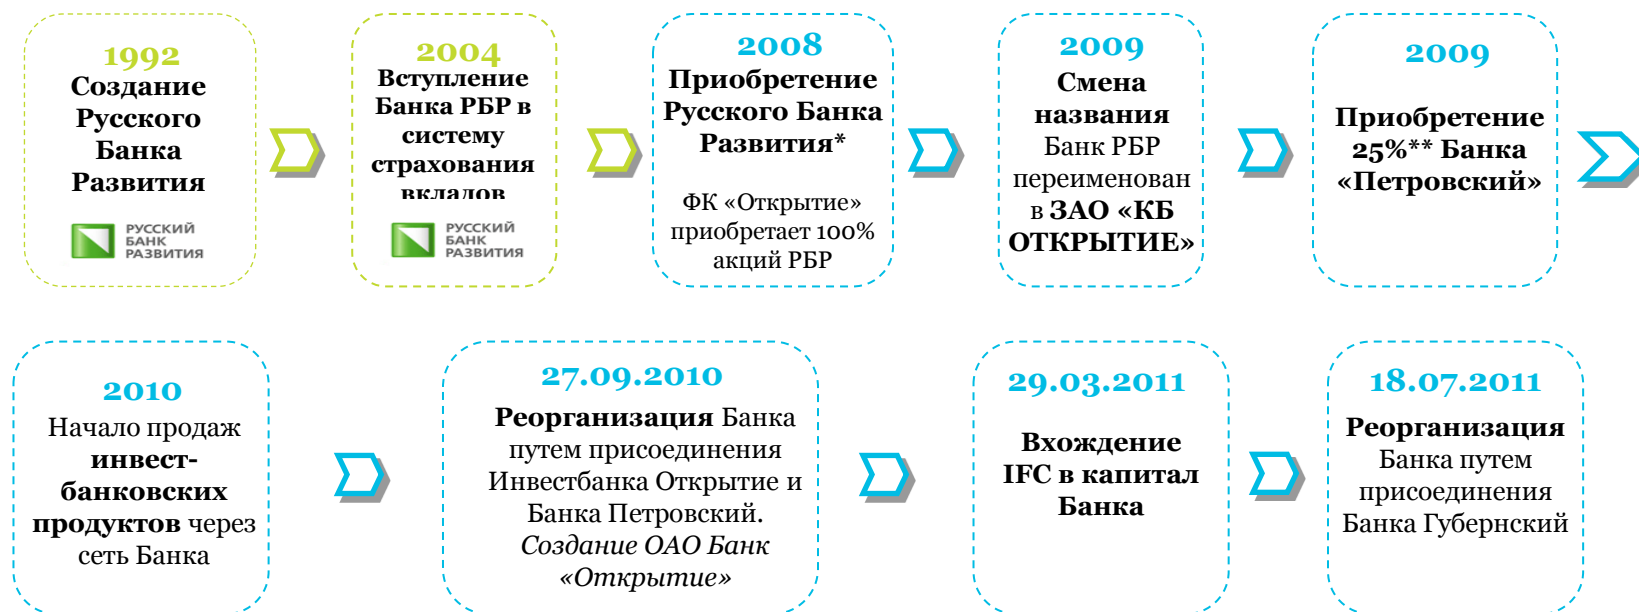 1992
Создание
Русского
Банка
Развития
РУССКИЙ
БАНК
РАЗВИТИЯ
2004
Вступление
Банка РБР в
систему
страхования
вкладов
РУССКИЙ
БАНК
РАЗВИТИЯ
2008
Приобретение
Русского Банка
Развития*
ФК «Открытие»
приобретает 100%
акций РБР
2009
Смена
названия
Банк РБР
переименован
в ЗАО «КБ
ОТКРЫТИЕ»
2009
Приобретение
25%** Банка
«Петровский»
2010
Начало продаж
инвест-
банковских
продуктов через
сеть Банка
27.09.2010
Реорганизация Банка
путем присоединения
Инвестбанка Открытие и
Банка Петровский.
Создание ОАО Банк
«Открытие»
29.03.2011
Вхождение
IFC в капитал
Банка
18.07.2011
Реорганизация
Банка путем
присоединения
Банка Губернский